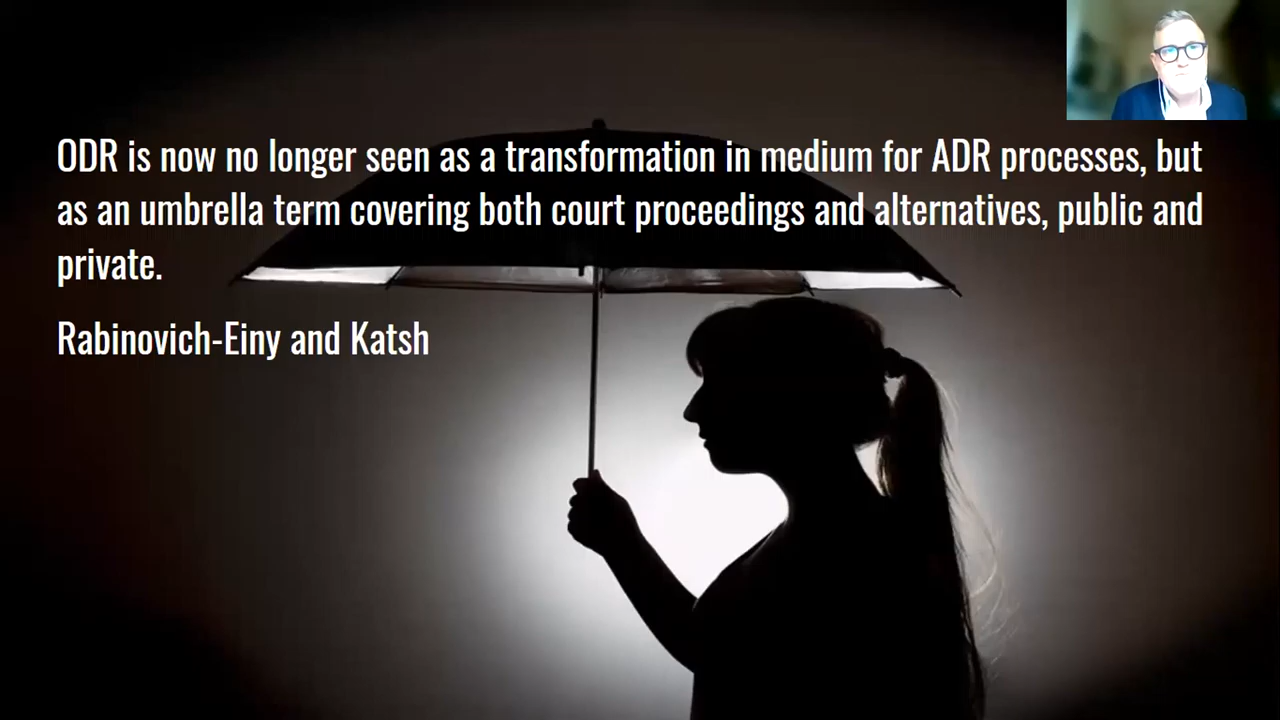 ODR is now no longer seen as a transformation in medium for ADR processes, but
as an umbrella term covering both court proceedings and alternatives, public and
private.
Rabinovich-Einy and Katsh